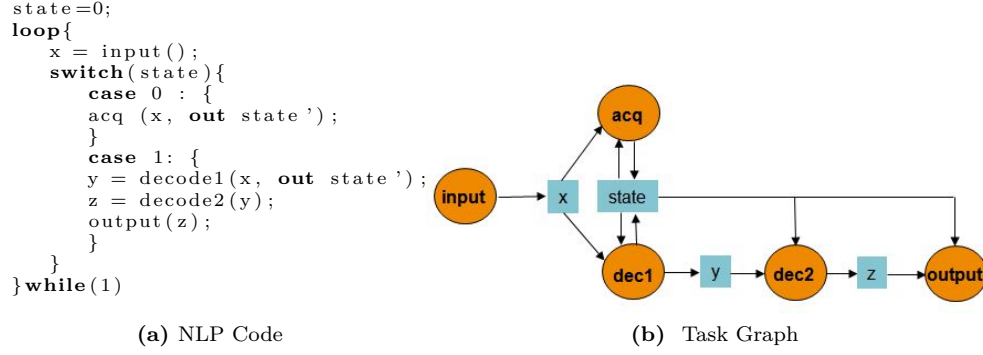 state=0;
loop{
x = input();
switch(state){
case 0 : {
acq (x, out state');
}
case 1: {
y = decode1(x, out state');
z = decode2(y);
output(z);
}
}
}while(1)
(a) NLP Code
acq
input
x
state
dec1
y
dec2
z
output
(b) Task Graph